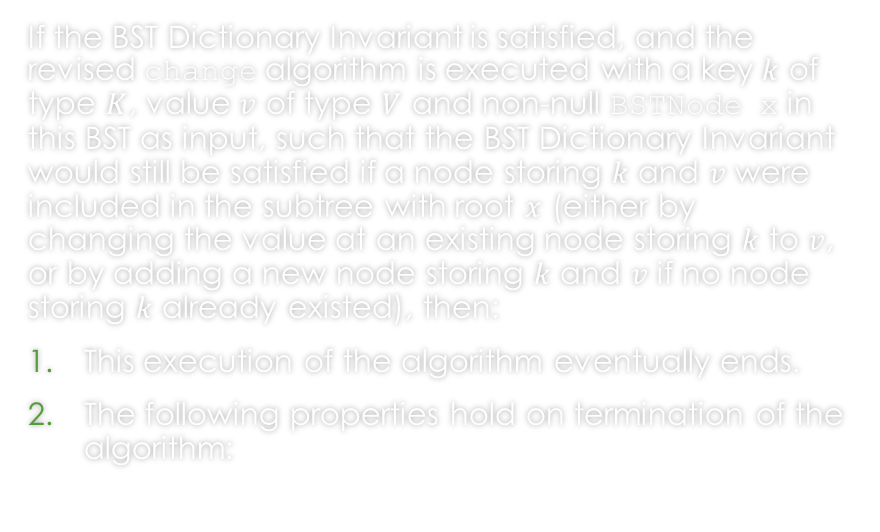 If the BST Dictionary Invariant is satisfied, and the
revised change algorithm is executed with a key k of
type K, value v of type V and non-null BSTNode x in
this BST as input, such that the BST Dictionary Invariant
would still be satisfied if a node storing k and v were
included in the subtree with root x (either by
changing the value at an existing node storing k to v,
or by adding a new node storing k and v if no node
storing k already existed), then:
1. This execution of the algorithm eventually ends.
2. The following properties hold on termination of the
algorithm: